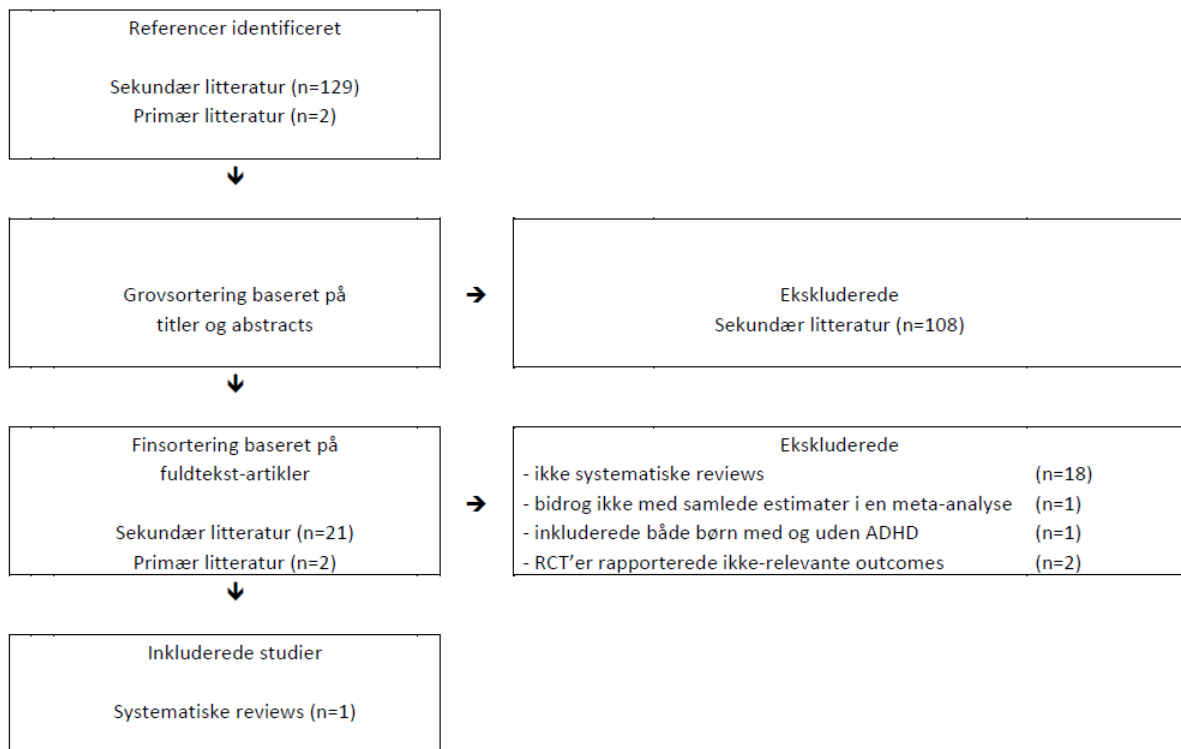 Referencer identificeret
Sekundær litteratur (n=129)
Primær litteratur (n=2)
Grovsortering baseret på
titler og abstracts
Ekskluderede
Sekundær litteratur (n=108)
Finsortering baseret på
fuldtekst-artikler
Sekundær litteratur (n=21)
Primær litteratur (n=2)
Ekskluderede
- ikke systematiske reviews (n=18)
- bidrog ikke med samlede estimater i en meta-analyse (n=1)
- inkluderede både børn med og uden ADHD (n=1)
- RCT’er rapporterede ikke-relevante outcomes (n=2)
Inkluderede studier
Systematiske reviews (n=1)